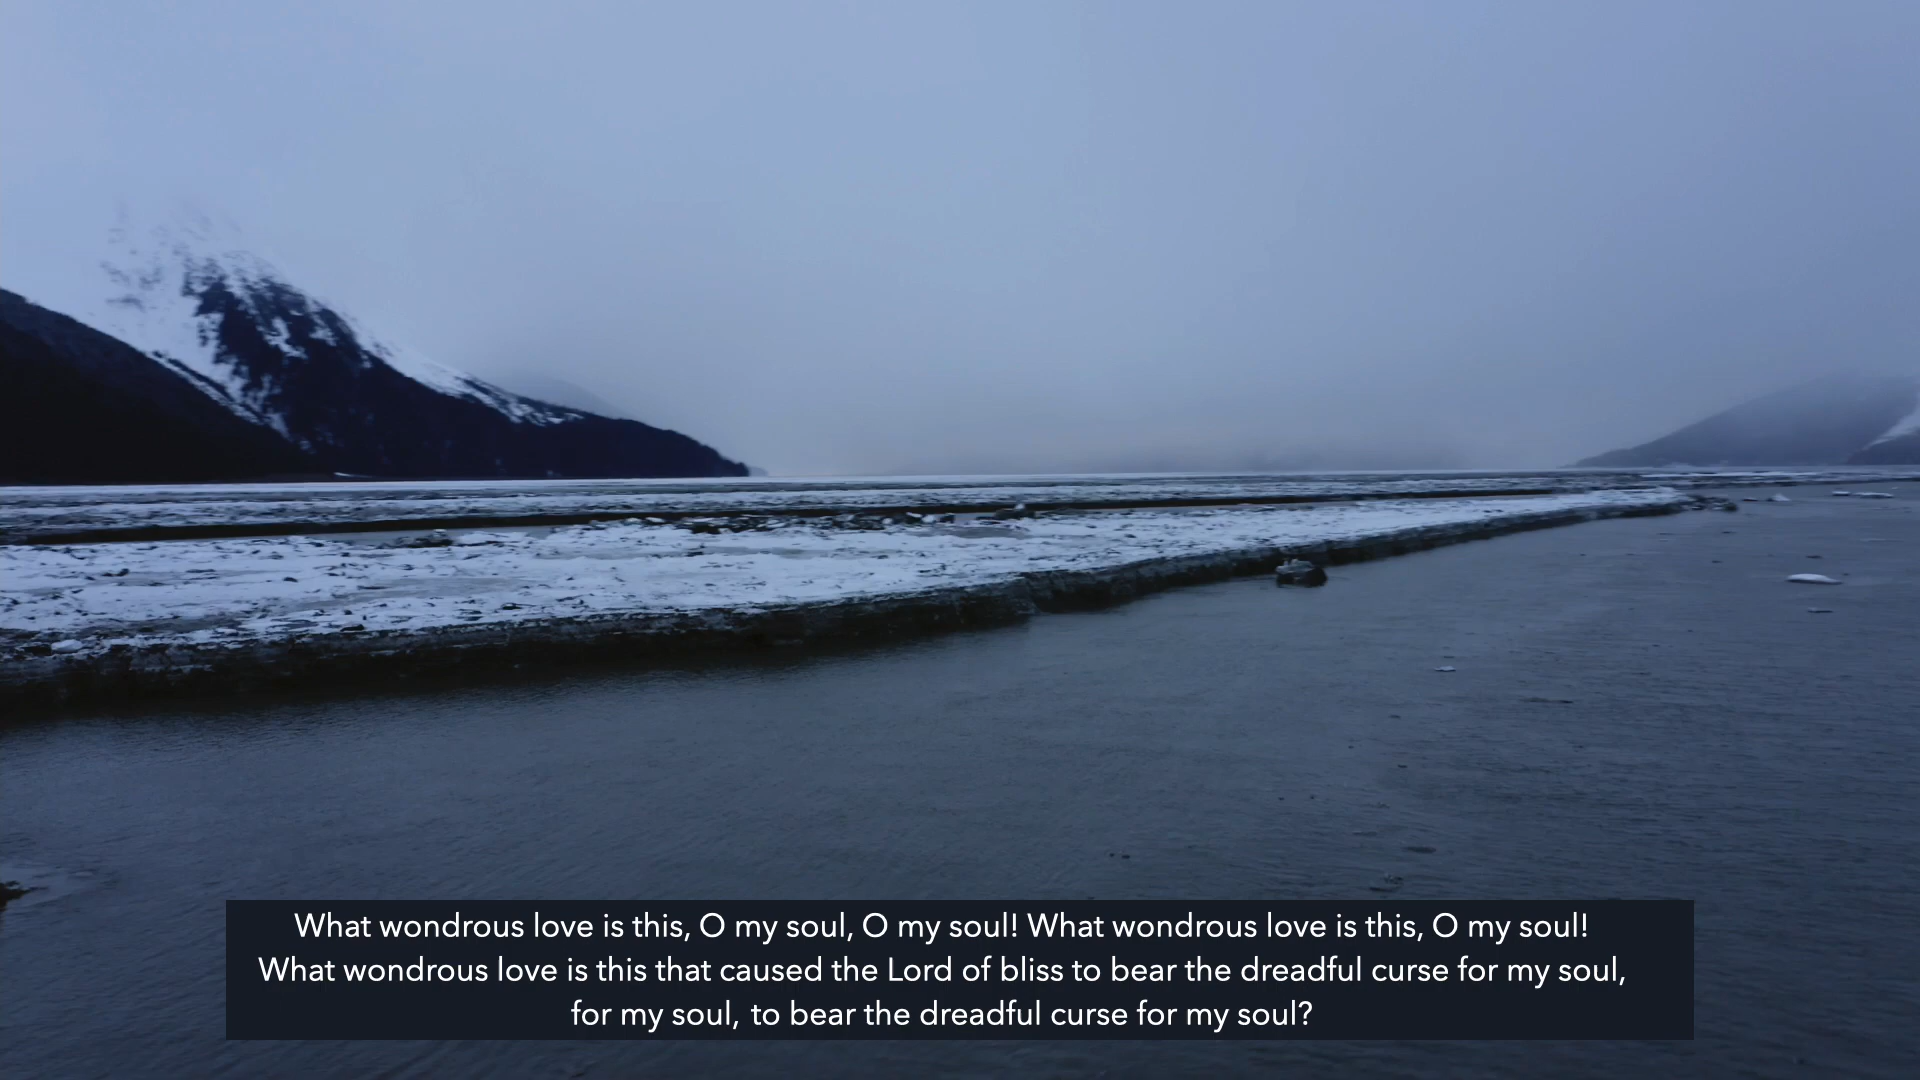 What wondrous love is this, O my soul, O my soul! What wondrous love is this, O my soul!
What wondrous love is this that caused the Lord of bliss to bear the dreadful curse for my soul,
for my soul, to bear the dreadful curse for my soul?